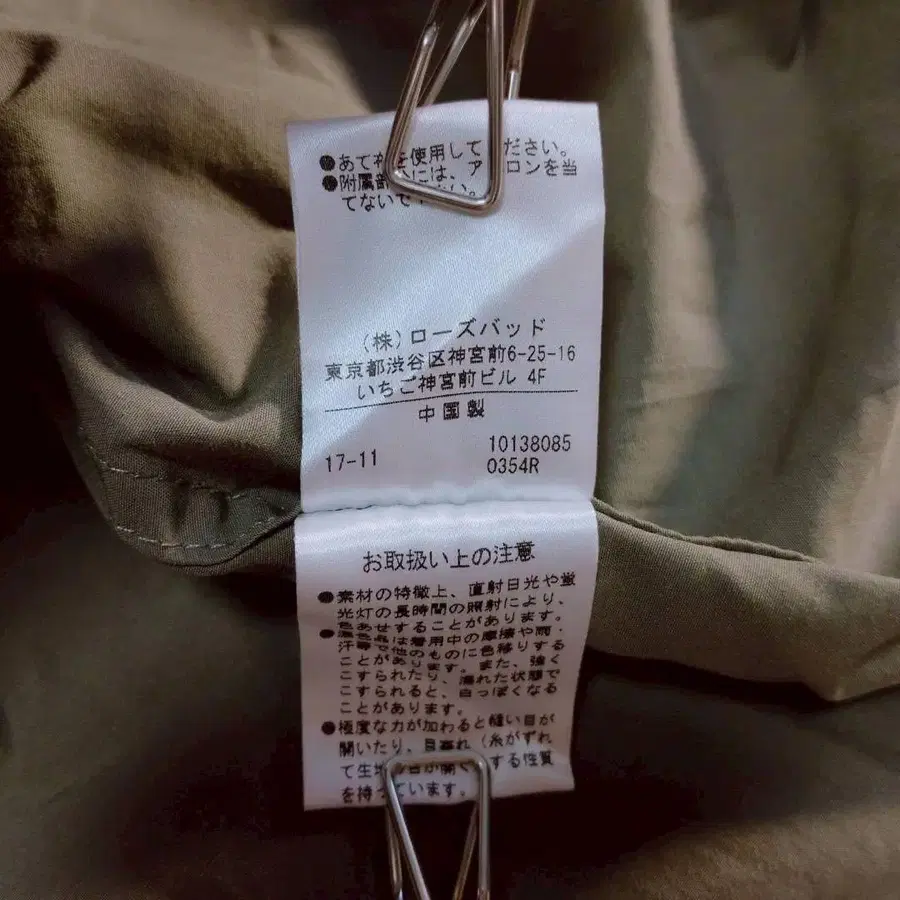 ●あて を使用して ださい。
●附属部 には、ア ロンを当
てないで い。
(株)ローズバッド
東京都渋谷区神宮前6-25-16
いちご神宮前ビル 4F
中国製
17-11
10138085
0354R
お取扱い上の注意
●素材の特徴上、直射日光や蛍
光灯の長時間の照射により、
色あせすることがあります。
●濃色品は着用中の摩擦や雨・
汗等で他のものに色移りする
ことがあります。また、強く
こすられたり、濡れた状態で
こすられると、白っぽくなる
ことがあります。
●極度な力が加わると縫い目が
開いたり、目寄れ(糸がずれ
て生地 目が開く する性質
を持 ています。